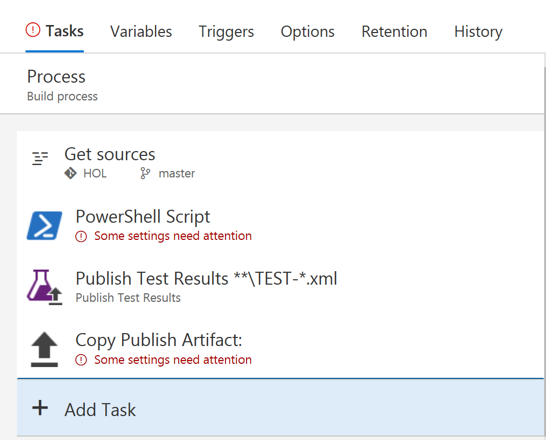 Tasks Variables Triggers Options Retention History
Process
Build process
Get sources
HOL master
PowerShell Script
Some settings need attention
Publish Test Results **\TEST-*.xml
Publish Test Results
Copy Publish Artifact:
Some settings need attention
Add Task